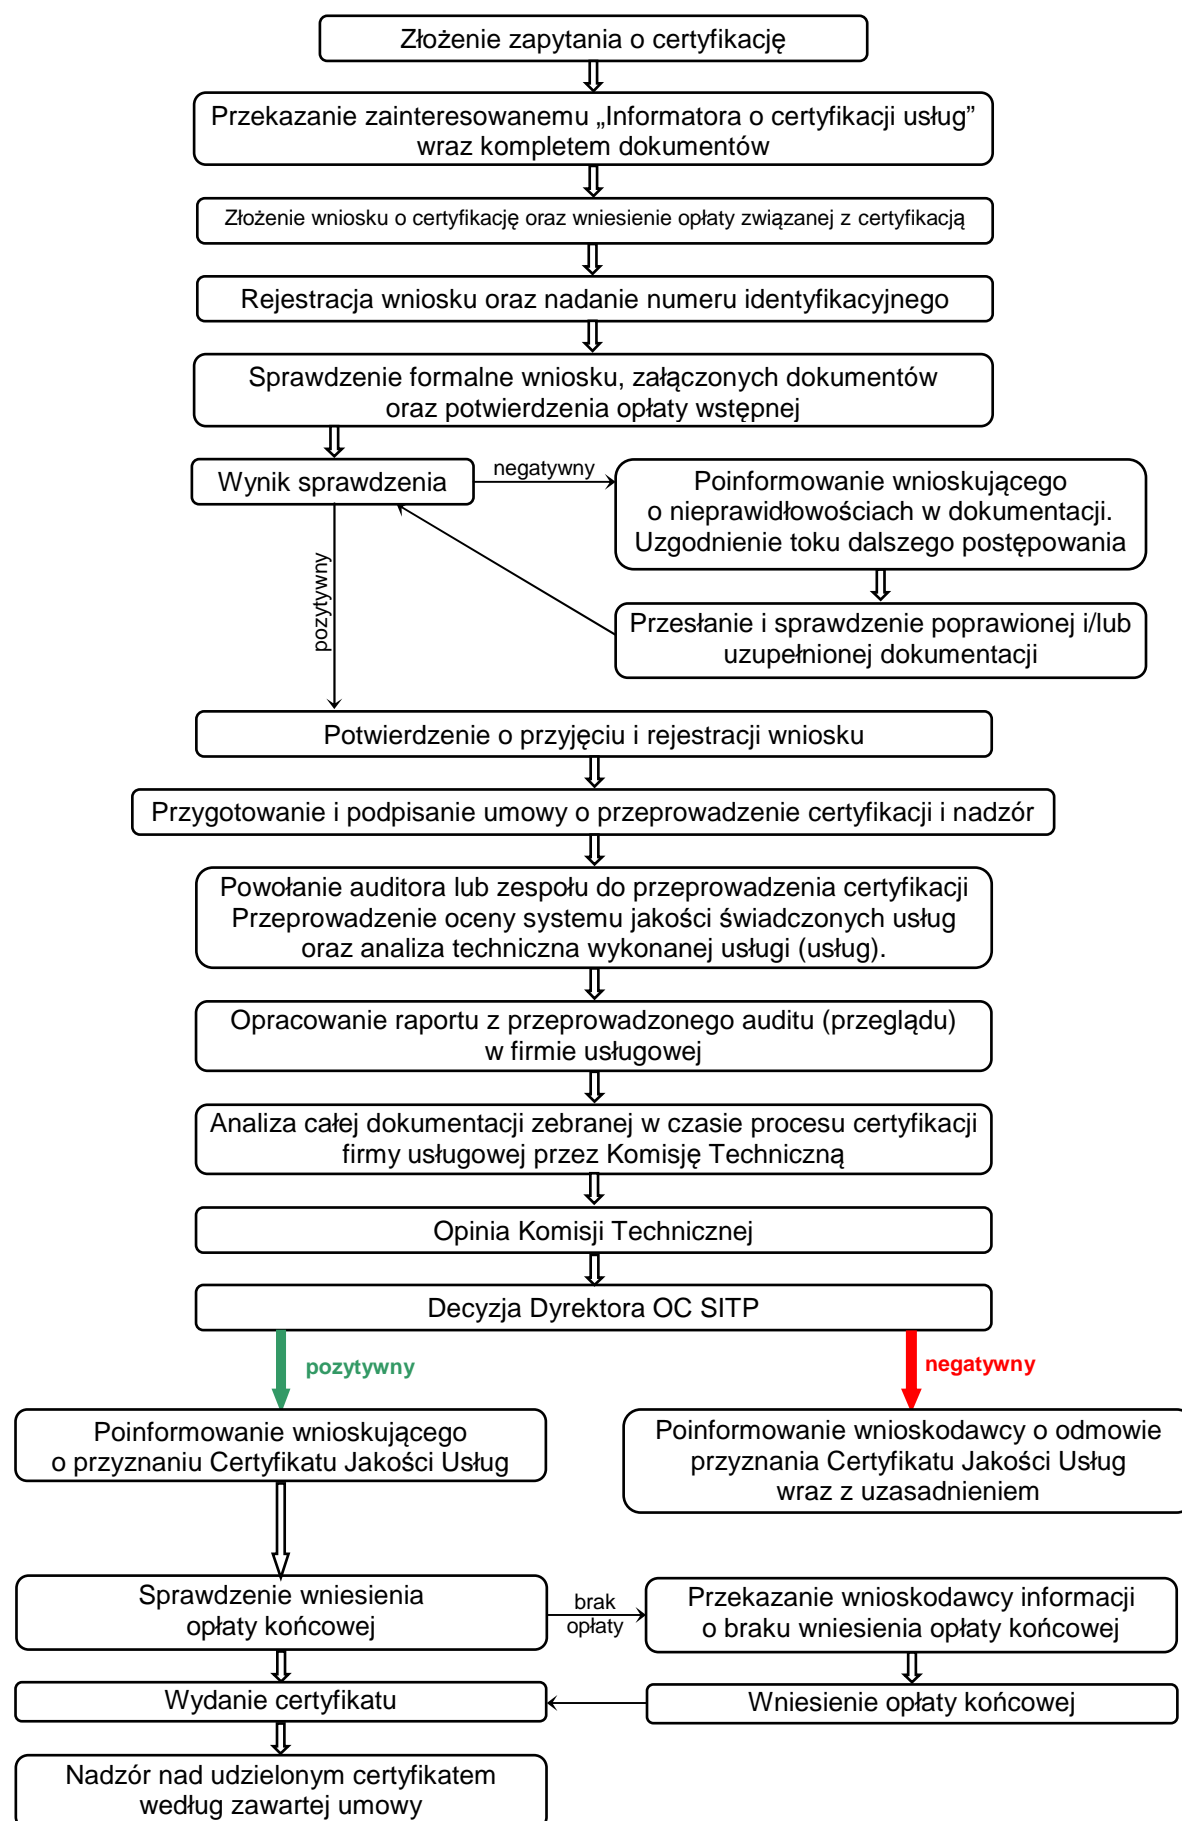 Złożenie zapytania o certyfikację
Przekazanie zainteresowanemu „Informatora o certyfikacji usług”
wraz kompletem dokumentów
Złożenie wniosku o certyfikację oraz wniesienie opłaty związanej z certyfikacją
Rejestracja wniosku oraz nadanie numeru identyfikacyjnego
Sprawdzenie formalne wniosku, załączonych dokumentów
oraz potwierdzenia opłaty wstępnej
Wynik sprawdzenia
negatywny
Poinformowanie wnioskującego
o nieprawidłowościach w dokumentacji.
Uzgodnienie toku dalszego postępowania
pozytywny
Przesłanie i sprawdzenie poprawionej i/lub
uzupełnionej dokumentacji
Potwierdzenie o przyjęciu i rejestracji wniosku
Przygotowanie i podpisanie umowy o przeprowadzenie certyfikacji i nadzór
Powołanie auditora lub zespołu do przeprowadzenia certyfikacji
Przeprowadzenie oceny systemu jakości świadczonych usług
oraz analiza techniczna wykonanej usługi (usług).
Opracowanie raportu z przeprowadzonego auditu (przeglądu)
w firmie usługowej
Analiza całej dokumentacji zebranej w czasie procesu certyfikacji
firmy usługowej przez Komisję Techniczną
Opinia Komisji Technicznej
Decyzja Dyrektora OC SITP
pozytywny
negatywny
Poinformowanie wnioskującego
o przyznaniu Certyfikatu Jakości Usług
Poinformowanie wnioskodawcy o odmowie
przyznania Certyfikatu Jakości Usług
wraz z uzasadnieniem
Sprawdzenie wniesienia
opłaty końcowej
brak
opłaty
Przekazanie wnioskodawcy informacji
o braku wniesienia opłaty końcowej
Wydanie certyfikatu
Wniesienie opłaty końcowej
Nadzór nad udzielonym certyfikatem
według zawartej umowy